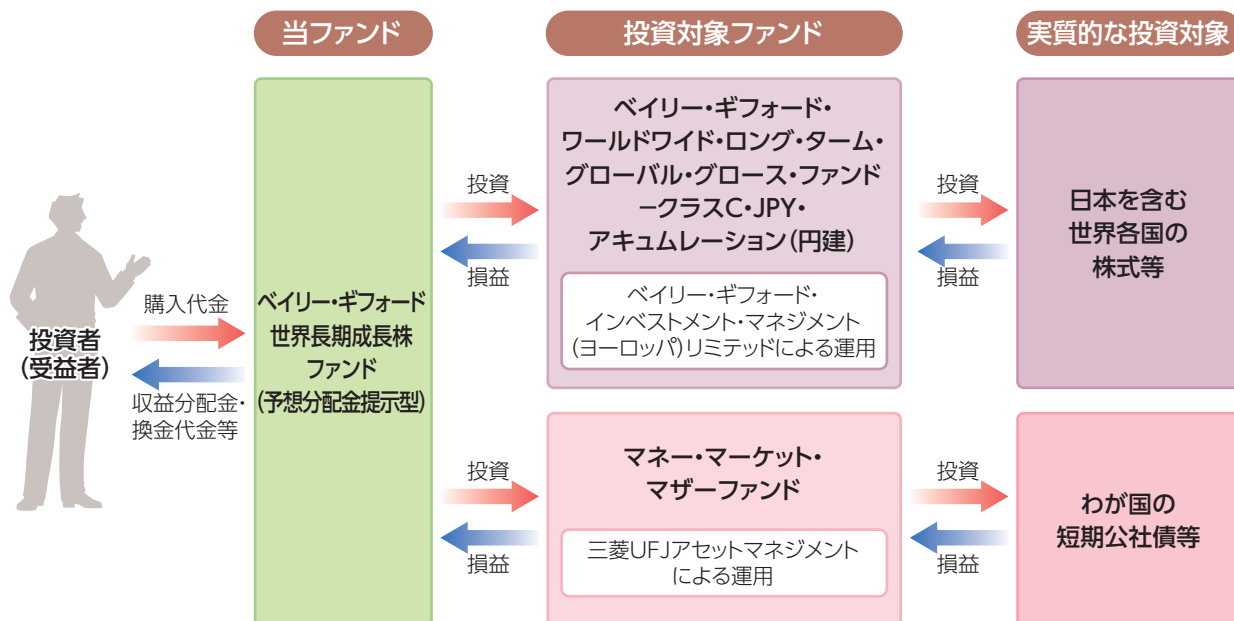 当ファンド
投資対象ファンド
実質的な投資対象
投資者
(受益者)
購入代金
収益分配金・
換金代金等
ベイリー・ギフォード
世界長期成長株
ファンド
(予想分配金提示型)
投資
損益
ベイリー・ギフォード・
ワールドワイド・ロング・ターム・
グローバル・グロース・ファンド
ークラスC・JPY・
アキュムレーション(円建)
ベイリー・ギフォード・
インベストメント・マネジメント
(ヨーロッパ)リミテッドによる運用
投資
損益
日本を含む
世界各国の
株式等
投資
損益
マネー・マーケット・
マザーファンド
三菱UFJアセットマネジメント
による運用
投資
損益
わが国の
短期公社債等